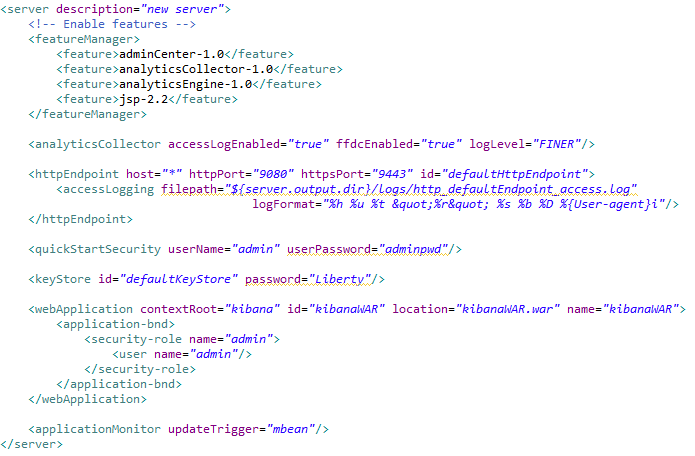 <server description="new server">
<!-- Enable features -->
<featureManager>
<feature>adminCenter-1.0</feature>
<feature>analyticsCollector-1.0</feature>
<feature>analyticsEngine-1.0</feature>
<feature>jsp-2.2</feature>
</featureManager>
<analyticsCollector accessLogEnabled="true" ffdcEnabled="true" logLevel="FINER"/>
<httpEndpoint host="*" httpPort="9080" httpsPort="9443" id="defaultHttpEndpoint">
<accessLogging filepath="${server.output.dir}/logs/http_defaultEndpoint_access.log"
logFormat="%h %u %t &quot;%r&quot; %s %b %D %{User-agent}i"/>
</httpEndpoint>
<quickStartSecurity userName="admin" userPassword="adminpwd"/>
<keyStore id="defaultKeyStore" password="Liberty"/>
<webApplication contextRoot="kibana" id="kibanaWAR" location="kibanaWAR.war" name="kibanaWAR">
<application-bnd>
<security-role name="admin">
<user name="admin"/>
</security-role>
</application-bnd>
</webApplication>
<applicationMonitor updateTrigger="mbean"/>
</server>